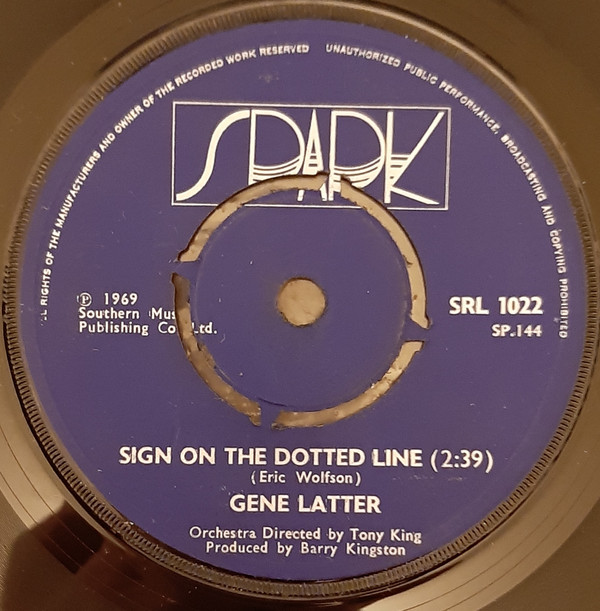 ALL RIGHTS OF THE MANUFACTURERS AND OWNER OF THE RECORDED WORK RESERVED UNAUTHORIZED PUBLIC PERFORMANCE, BROADCASTING AND COPYING PROHIBITED
SPARK
℗ 1969
Southern Mus
Publishing Co Ltd.
SRL 1022
SP.144
SIGN ON THE DOTTED LINE (2:39)
(Eric Wolfson)
GENE LATTER
Orchestra Directed by Tony King
Produced by Barry Kingston